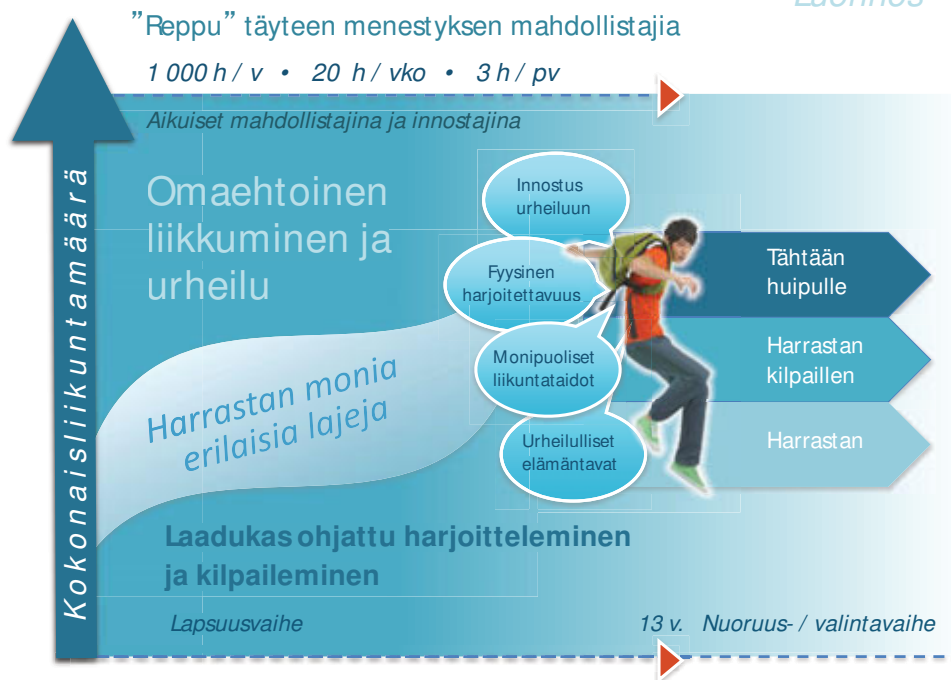 Luonnos
”Reppu” täyteen menestyksen mahdollistajia
1 000 h / v • 20 h / vko • 3 h / pv
Aikuiset mahdollistajina ja innostajina
Kokonaisliikuntamäärä
Omaehtoinen
liikkuminen ja
urheilu
Innostus
urheiluun
Fyysinen
harjoitettavuus
Monipuoliset
liikuntataidot
Urheilulliset
elämäntavat
Tähtään
huipulle
Harrastan
kilpaillen
Harrastan
Harrastan monia
erilaisia lajeja
Laadukas ohjattu harjoitteleminen
ja kilpaileminen
Lapsuusvaihe
13 v. Nuoruus- / valintavaihe